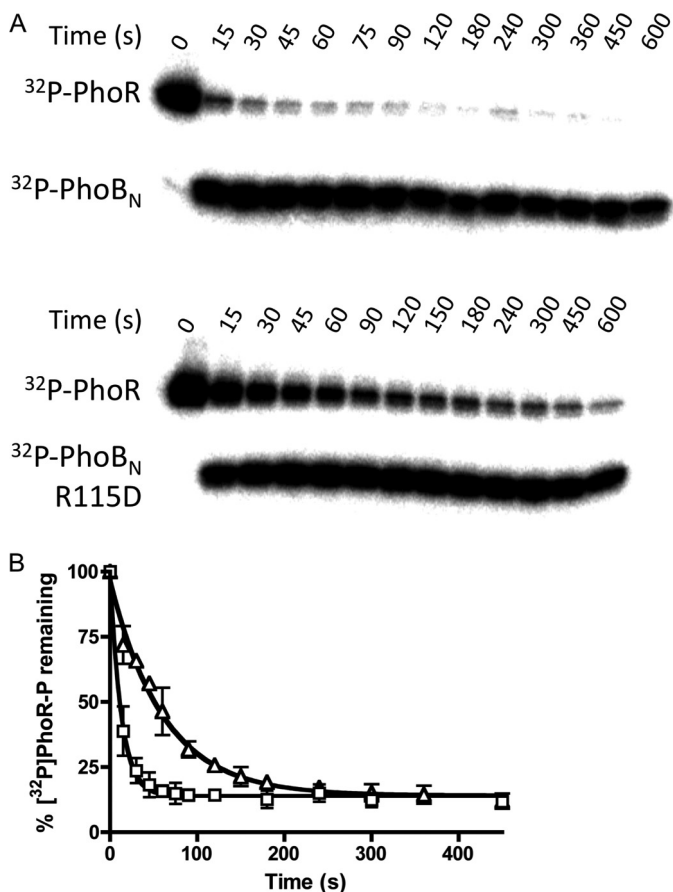 A
Time (s) 0 15 30 45 60 75 90 120 180 240 300 360 450 600
32P-PhoR
32P-PhoBN
Time (s) 0 15 30 45 60 90 120 150 180 240 300 450 600
32P-PhoR
32P-PhoBN
R115D
B
% [32P]PhoR-P remaining
100
75
50
25
0
0 100 200 300 400
Time (s)